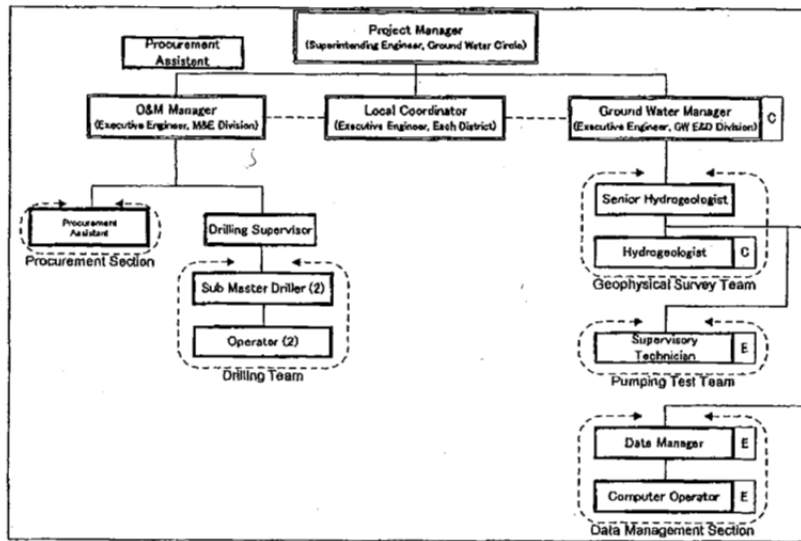 Project Manager
(Superintending Engineer, Ground Water Circle)
Procurement
Assistant
O&M Manager
(Executive Engineer, M&E Division)
Local Coordinator
(Executive Engineer, Each District)
Ground Water Manager
(Executive Engineer, GW E&D Division)
C
Procurement
Assistant
Procurement Section
Drilling Supervisor
Sub Master Driller (2)
Operator (2)
Drilling Team
Senior Hydrogeologist
Hydrogeologist
C
Geophysical Survey Team
Supervisory
Technician
E
Pumping Test Team
Data Manager
E
Computer Operator
E
Data Management Section